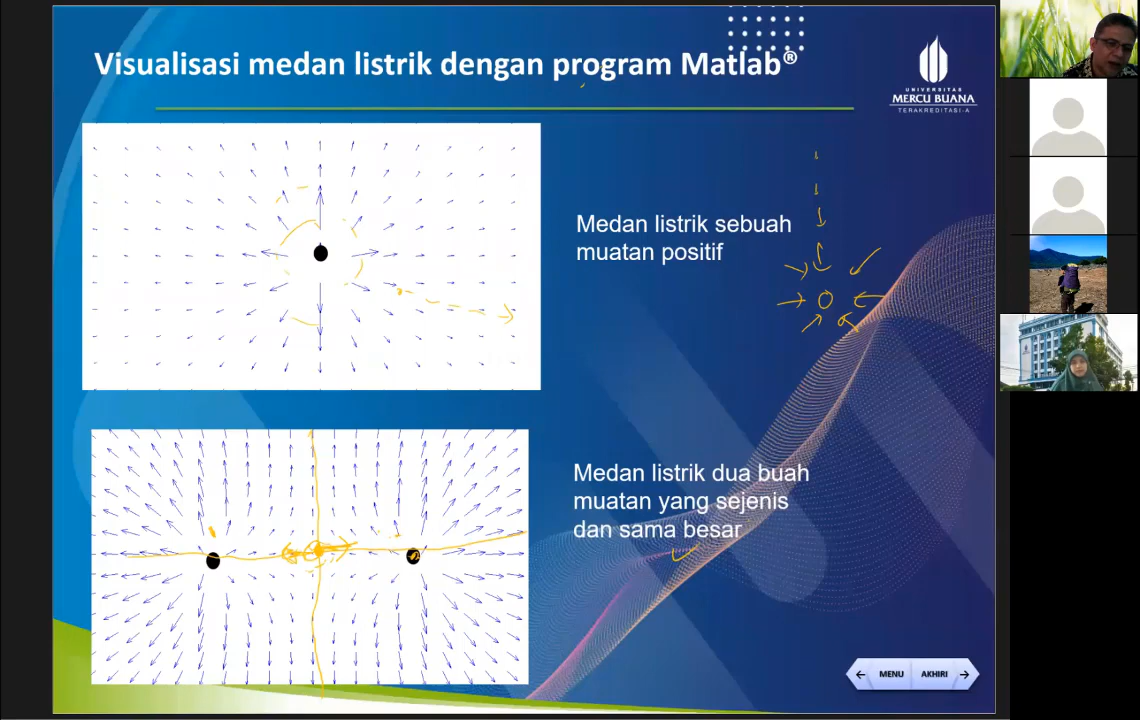 Visualisasi medan listrik dengan program Matlab®
UNIVERSITAS
MERCU BUANA
TERAKREDITASI-A
Medan listrik sebuah
muatan positif
Medan listrik dua buah
muatan yang sejenis
dan sama besar
MENU
AKHIRI